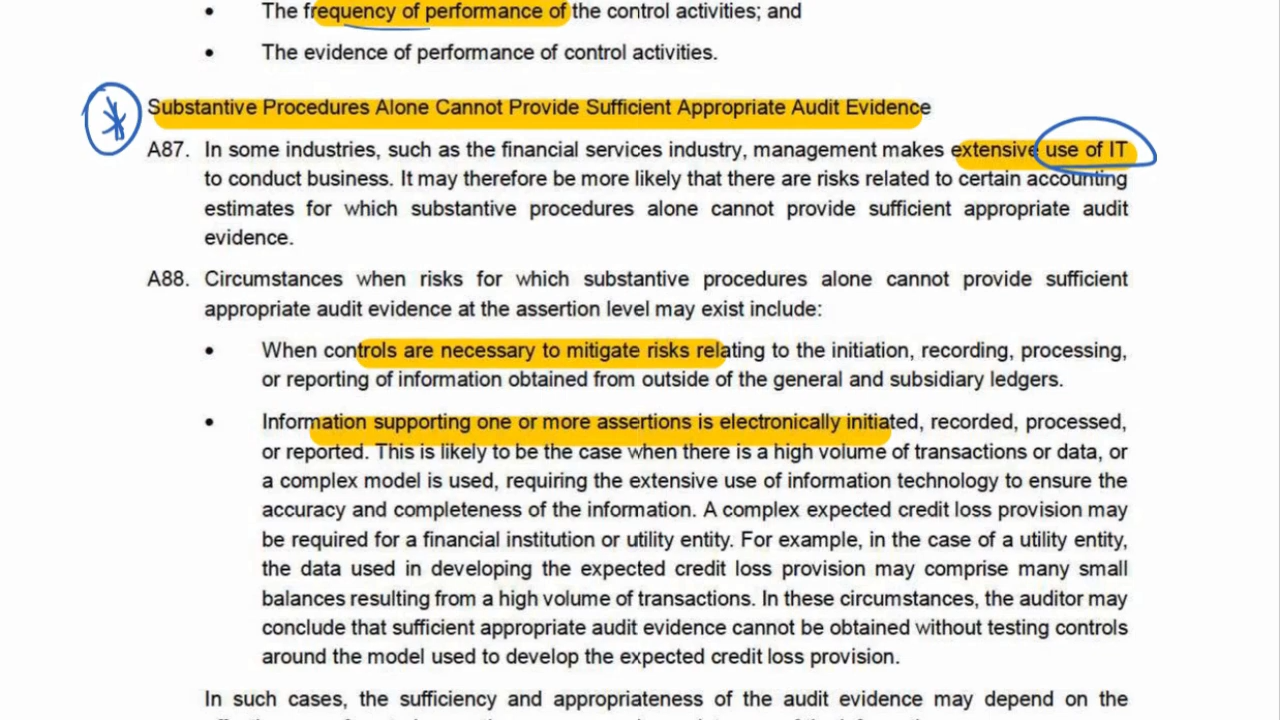 • The frequency of performance of the control activities; and
• The evidence of performance of control activities.
Substantive Procedures Alone Cannot Provide Sufficient Appropriate Audit Evidence
A87. In some industries, such as the financial services industry, management makes extensive use of IT
to conduct business. It may therefore be more likely that there are risks related to certain accounting
estimates for which substantive procedures alone cannot provide sufficient appropriate audit
evidence.
A88. Circumstances when risks for which substantive procedures alone cannot provide sufficient
appropriate audit evidence at the assertion level may exist include:
• When controls are necessary to mitigate risks relating to the initiation, recording, processing,
or reporting of information obtained from outside of the general and subsidiary ledgers.
• Information supporting one or more assertions is electronically initiated, recorded, processed,
or reported. This is likely to be the case when there is a high volume of transactions or data, or
a complex model is used, requiring the extensive use of information technology to ensure the
accuracy and completeness of the information. A complex expected credit loss provision may
be required for a financial institution or utility entity. For example, in the case of a utility entity,
the data used in developing the expected credit loss provision may comprise many small
balances resulting from a high volume of transactions. In these circumstances, the auditor may
conclude that sufficient appropriate audit evidence cannot be obtained without testing controls
around the model used to develop the expected credit loss provision.
In such cases, the sufficiency and appropriateness of the audit evidence may depend on the